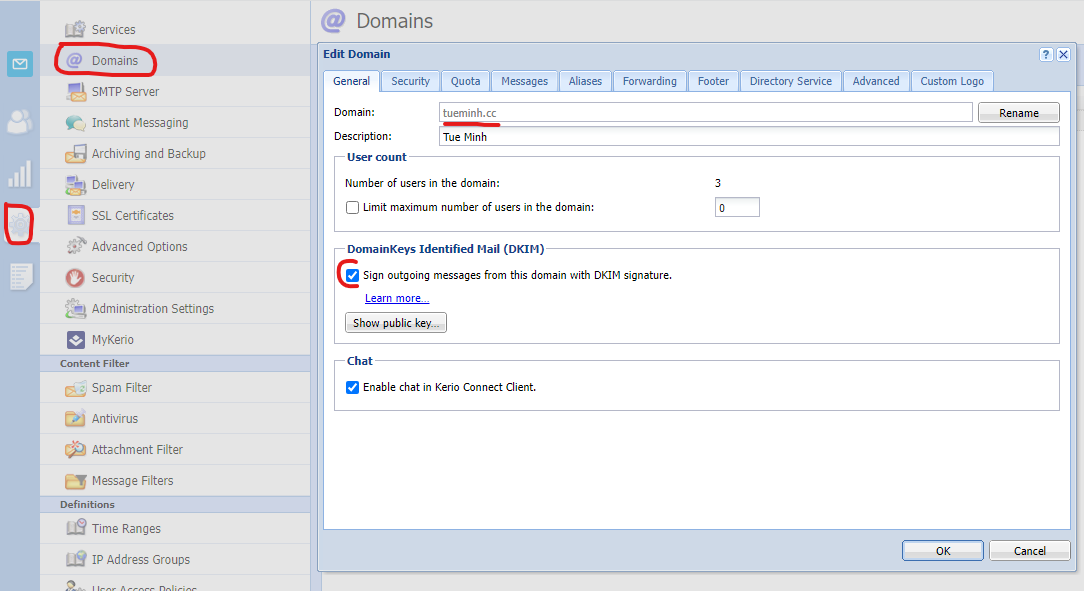 Services
Domains
SMTP Server
Instant Messaging
Archiving and Backup
Delivery
SSL Certificates
Advanced Options
Security
Administration Settings
MyKerio
Content Filter
Spam Filter
Antivirus
Attachment Filter
Message Filters
Definitions
Time Ranges
IP Address Groups
User Access Policies
Domains
Edit Domain
General Security Quota Messages Aliases Forwarding Footer Directory Service Advanced Custom Logo
Domain: tueminh.cc Rename
Description: Tue Minh
User count
Number of users in the domain: 3
Limit maximum number of users in the domain: 0
DomainKeys Identified Mail (DKIM)
Sign outgoing messages from this domain with DKIM signature.
Learn more...
Show public key...
Chat
Enable chat in Kerio Connect Client.
OK Cancel